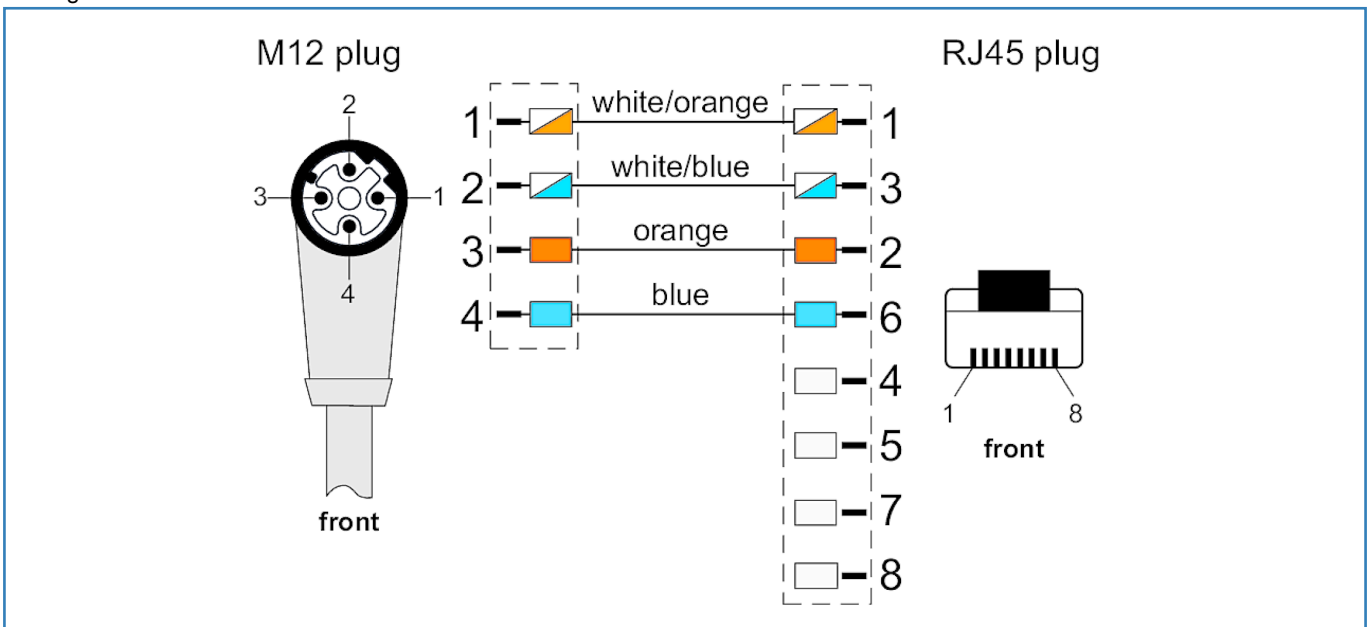 M12 plug
RJ45 plug
2
3
1
4
front
1 white/orange 1
2 white/blue 3
3 orange 2
4 blue 6
4
5
7
8
1 8
front